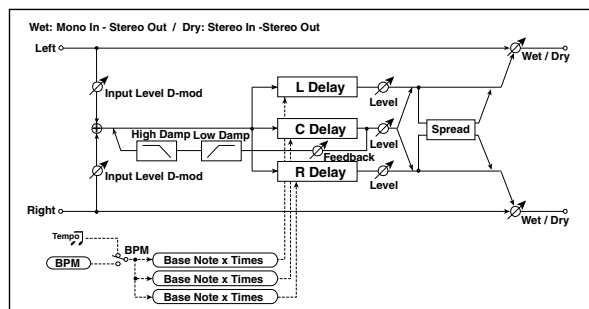 Wet: Mono In - Stereo Out / Dry: Stereo In -Stereo Out
Left
Wet / Dry
Input Level D-mod
L Delay
Level
High Damp
Low Damp
C Delay
Level
Spread
Feedback
Input Level D-mod
R Delay
Level
Right
Wet / Dry
Tempo
BPM
BPM
Base Note x Times
Base Note x Times
Base Note x Times